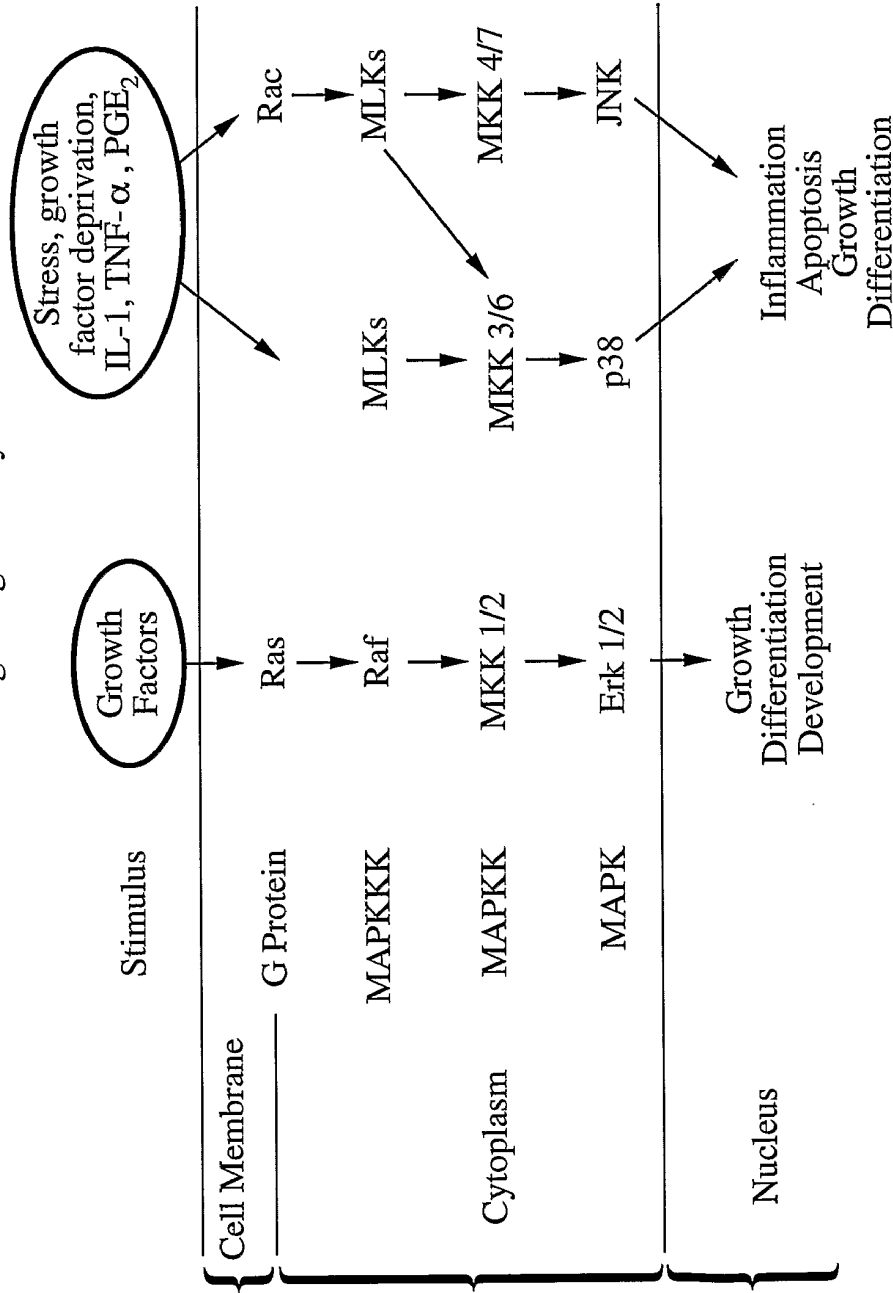 Stimulus
Growth
Factors
Stress, growth
factor deprivation,
IL-1, TNF-α, PGE₂
Cell Membrane
G Protein
Ras
Rac
MAPKKK
Raf
MLKs
MLKs
Cytoplasm
MAPKK
MKK 1/2
MKK 3/6
MKK 4/7
MAPK
Erk 1/2
p38
JNK
Nucleus
Growth
Differentiation
Development
Inflammation
Apoptosis
Growth
Differentiation